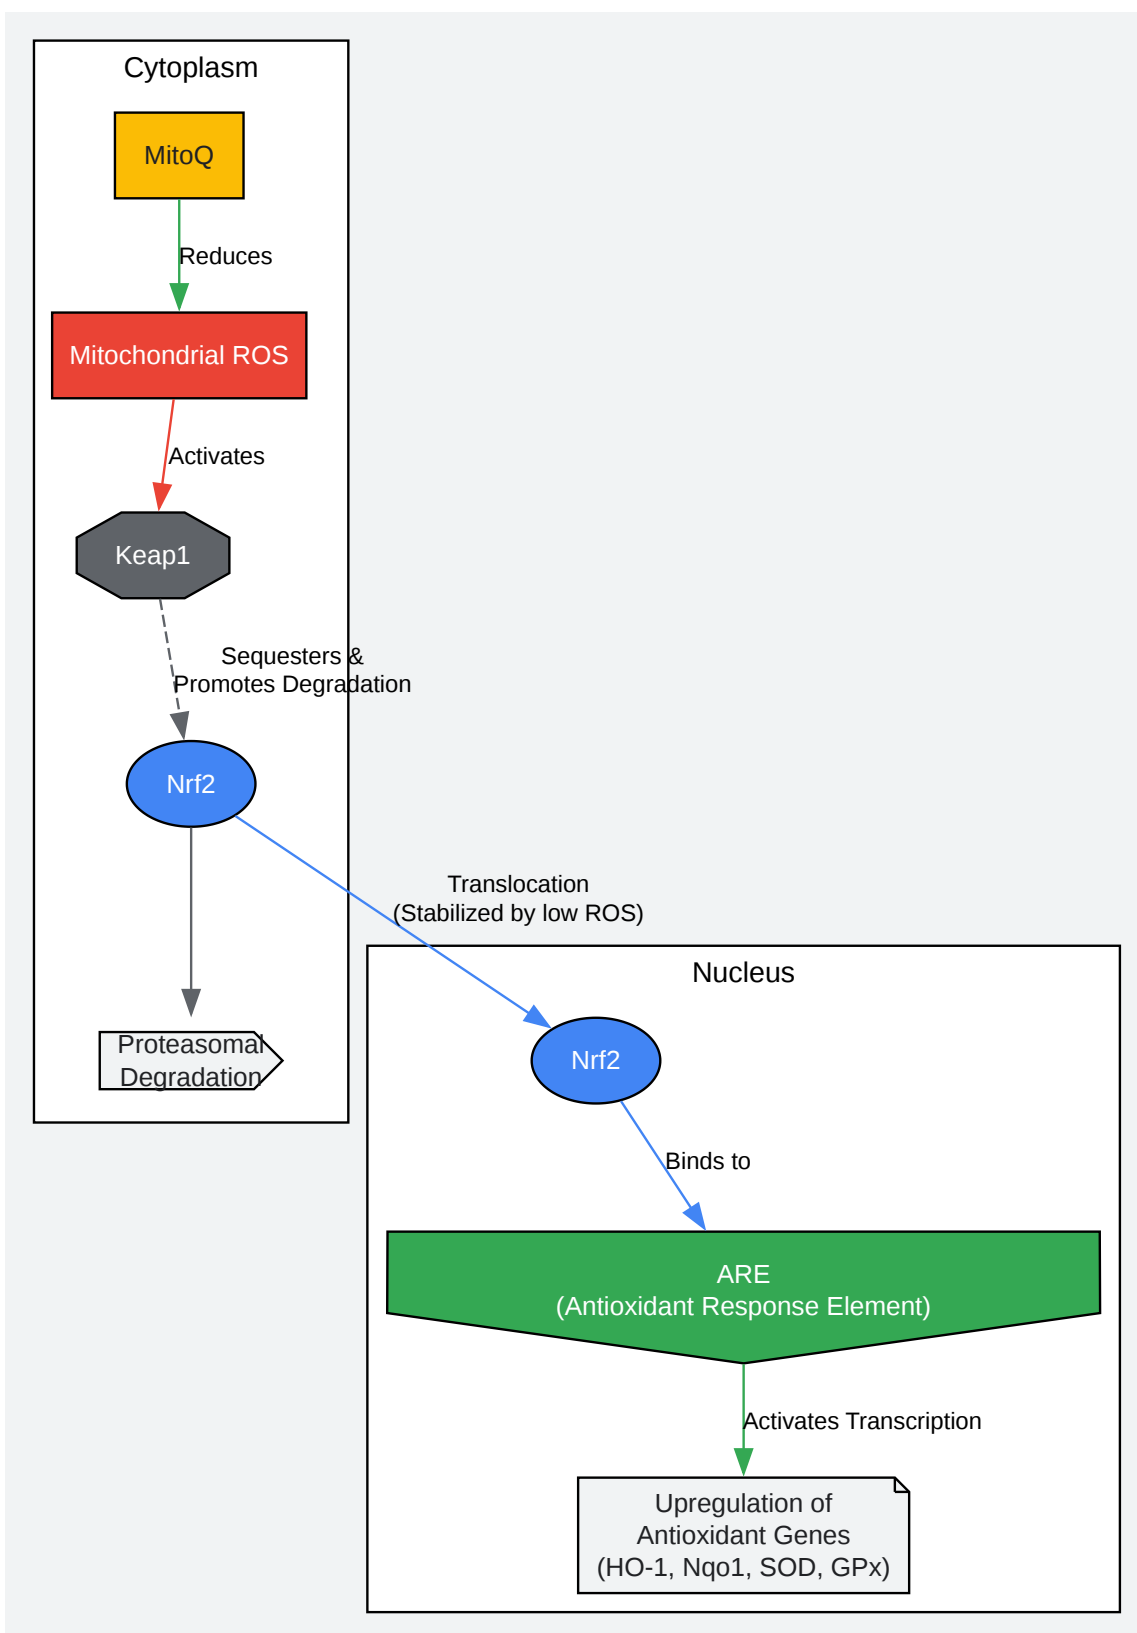 Cytoplasm
MitoQ
Reduces
Mitochondrial ROS
Activates
Keap1
Sequesters &
Promotes Degradation
Nrf2
Translocation
(Stabilized by low ROS)
Proteasomal
Degradation
Nucleus
Nrf2
Binds to
ARE
(Antioxidant Response Element)
Activates Transcription
Upregulation of
Antioxidant Genes
(HO-1, Nqo1, SOD, GPx)